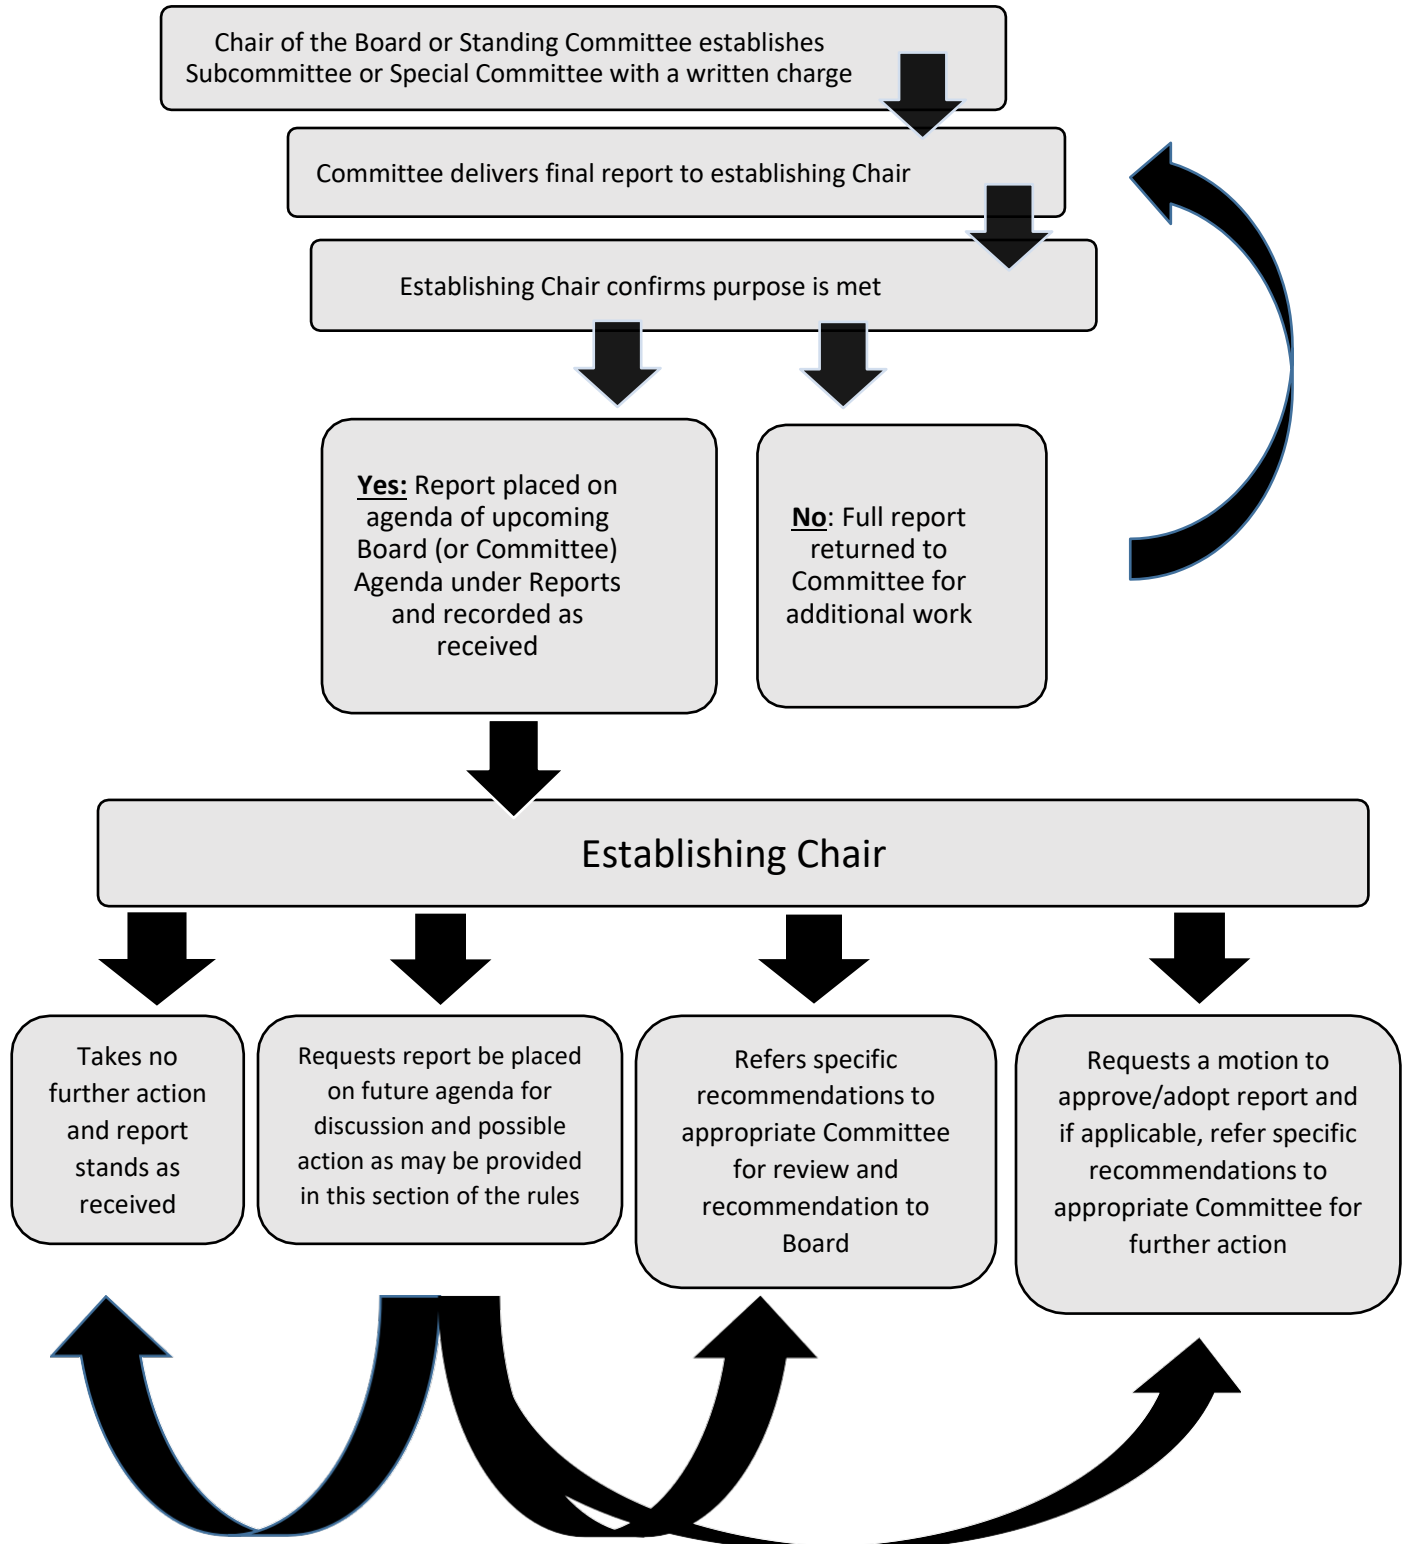 Chair of the Board or Standing Committee establishes
Subcommittee or Special Committee with a written charge
Committee delivers final report to establishing Chair
Establishing Chair confirms purpose is met
Yes: Report placed on
agenda of upcoming
Board (or Committee)
Agenda under Reports
and recorded as
received
No: Full report
returned to
Committee for
additional work
Establishing Chair
Takes no
further action
and report
stands as
received
Requests report be placed
on future agenda for
discussion and possible
action as may be provided
in this section of the rules
Refers specific
recommendations to
appropriate Committee
for review and
recommendation to
Board
Requests a motion to
approve/adopt report and
if applicable, refer specific
recommendations to
appropriate Committee for
further action